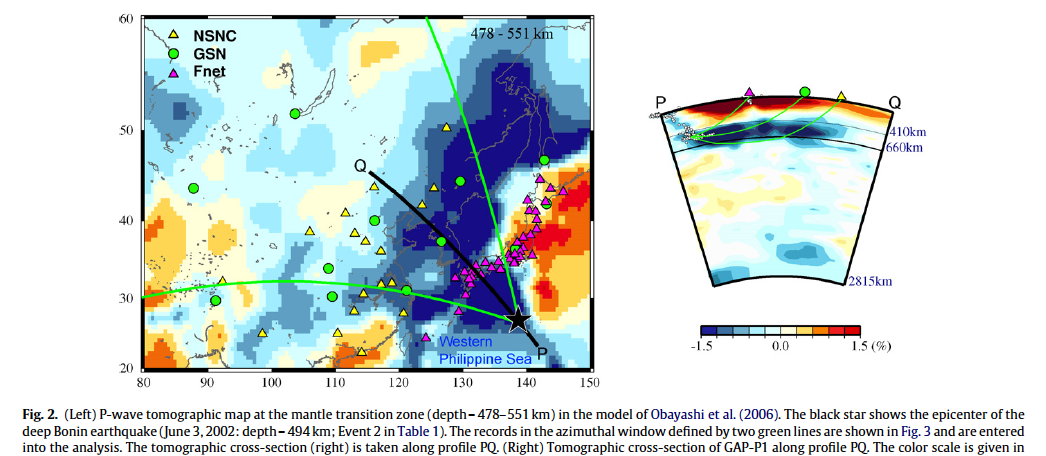 60
50
40
30
20
80
90
100
110
120
130
140
150
NSNC
GSN
Fnet
478 - 551 km
Q
P
Western
Philippine Sea
P
Q
410km
660km
2815km
-1.5
0.0
1.5 (%)
Fig. 2. (Left) P-wave tomographic map at the mantle transition zone (depth – 478–551 km) in the model of Obayashi et al. (2006). The black star shows the epicenter of the
deep Bonin earthquake (June 3, 2002: depth – 494 km; Event 2 in Table 1). The records in the azimuthal window defined by two green lines are shown in Fig. 3 and are entered
into the analysis. The tomographic cross-section (right) is taken along profile PQ. (Right) Tomographic cross-section of GAP-P1 along profile PQ. The color scale is given in